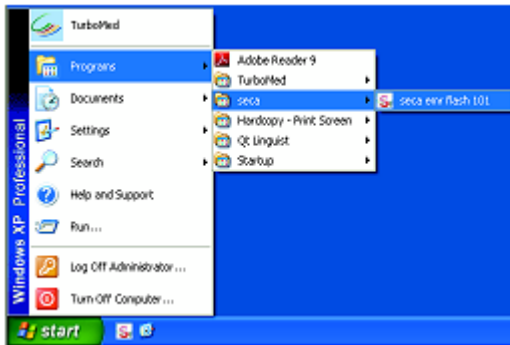 TurboMed
Programs
Documents
Settings
Search
Help and Support
Run...
Log Off Administrator...
Turn Off Computer...
Windows XP Professional
Adobe Reader 9
TurboMed
seca
Hardcopy - Print Screen
Qt Linguist
Startup
seca emr flash 101
start